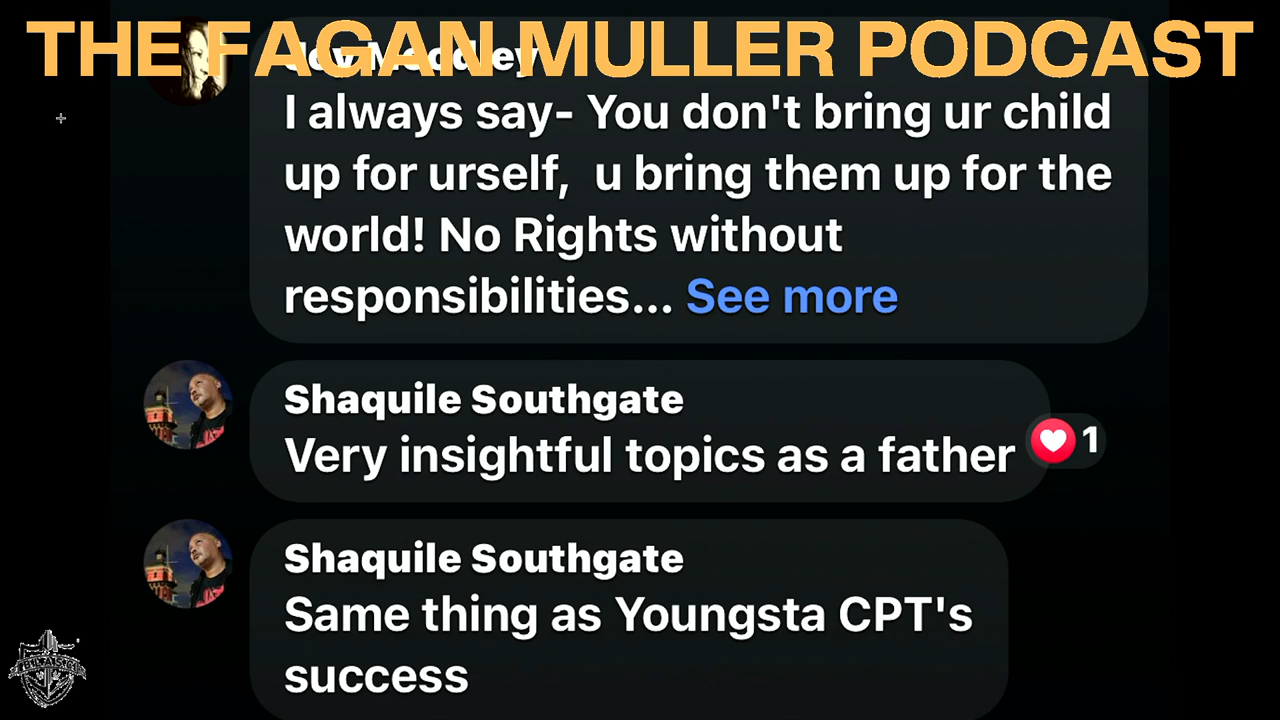 THE FAGAN MULLER PODCAST
I always say- You don't bring ur child
up for urself, u bring them up for the
world! No Rights without
responsibilities... See more
Shaquile Southgate
Very insightful topics as a father
1
Shaquile Southgate
Same thing as Youngsta CPT's
success